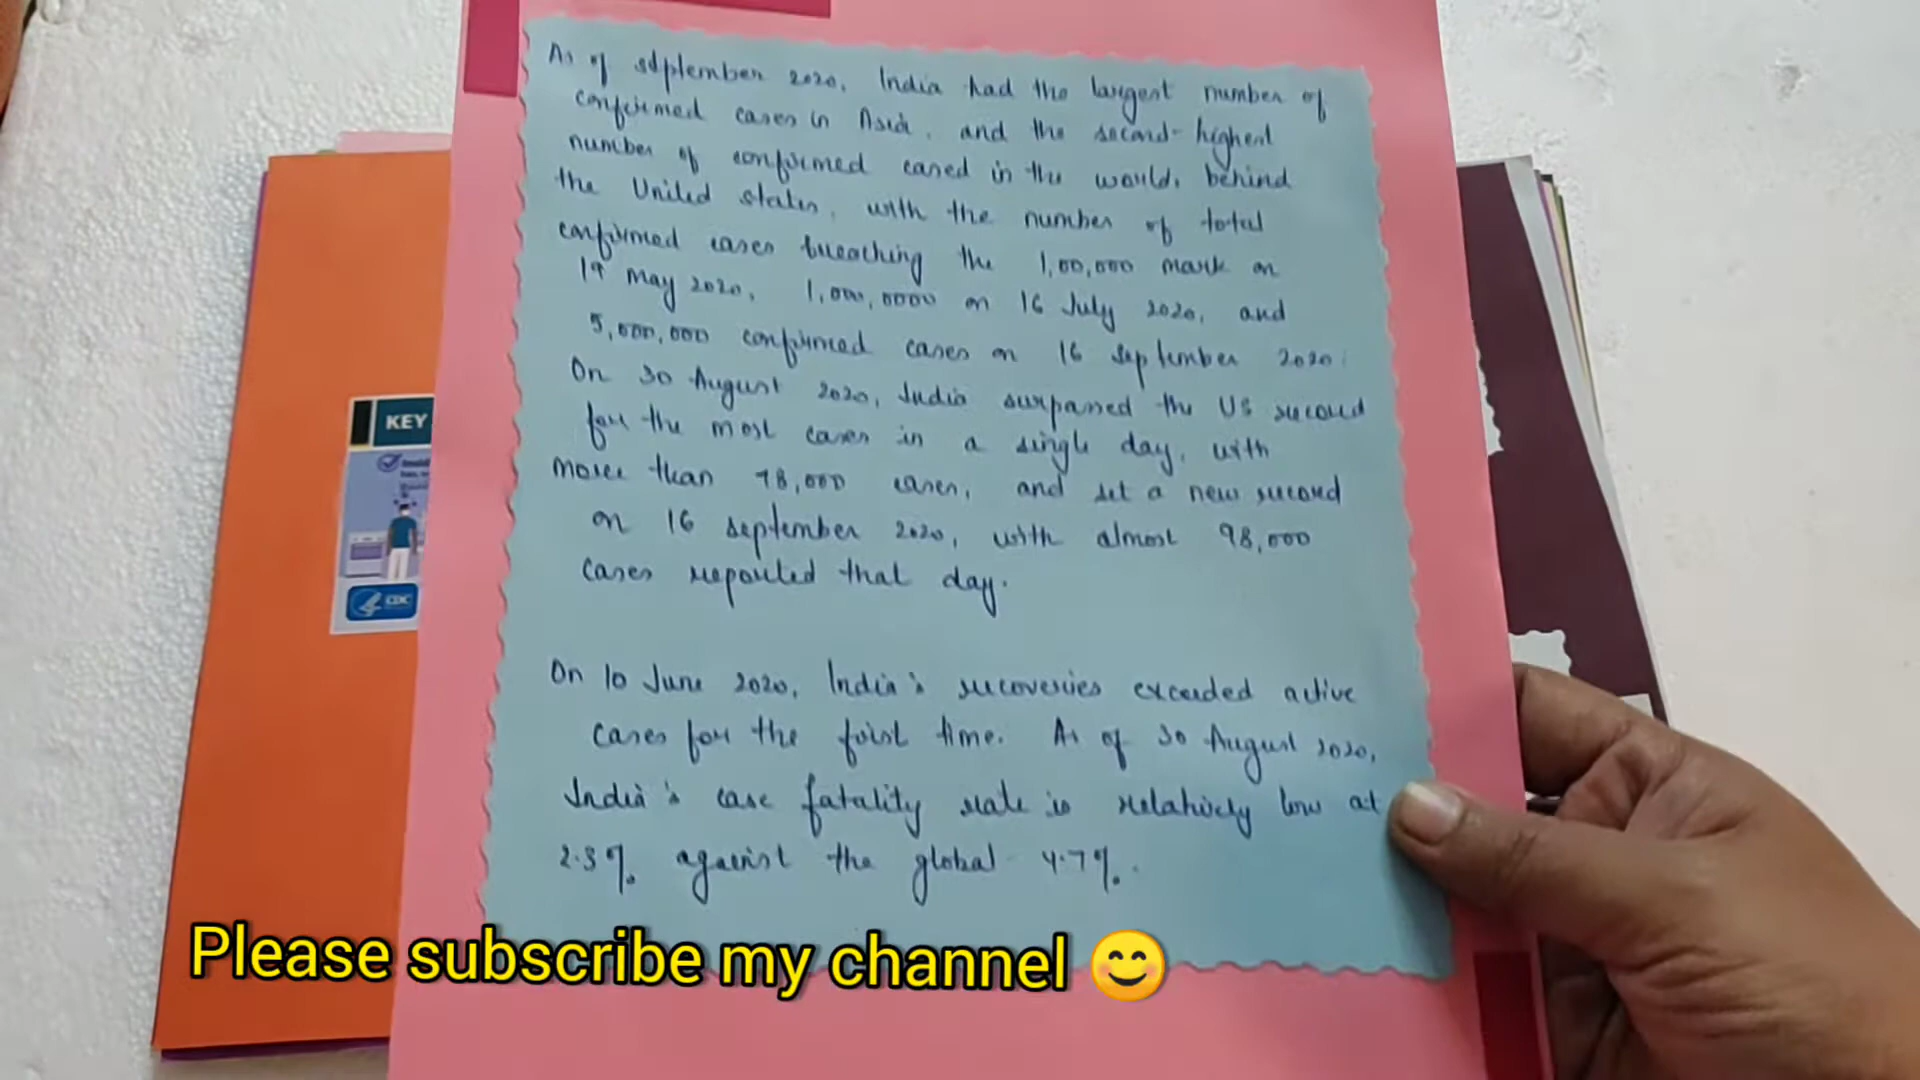 As of september 2020, India had the largest number of
confirmed cases in Asia, and the second-highest
number of confirmed cased in the world, behind
the United states, with the number of total
confirmed cases breaching the 1,00,000 mark on
19 May 2020, 1,000,0000 on 16 July 2020, and
5,000,000 confirmed cases on 16 september 2020.
On 30 August 2020, India surpassed the US record
for the most cases in a single day, with
more than 78,000 cases, and set a new record
on 16 september 2020, with almost 98,000
cases reported that day.
On 10 June 2020, India's recoveries exceeded active
cases for the first time. As of 30 August 2020,
India's case fatality rate is relatively low at
2.3% against the global 4.7%.
KEY
CDC
Please subscribe my channel 😊